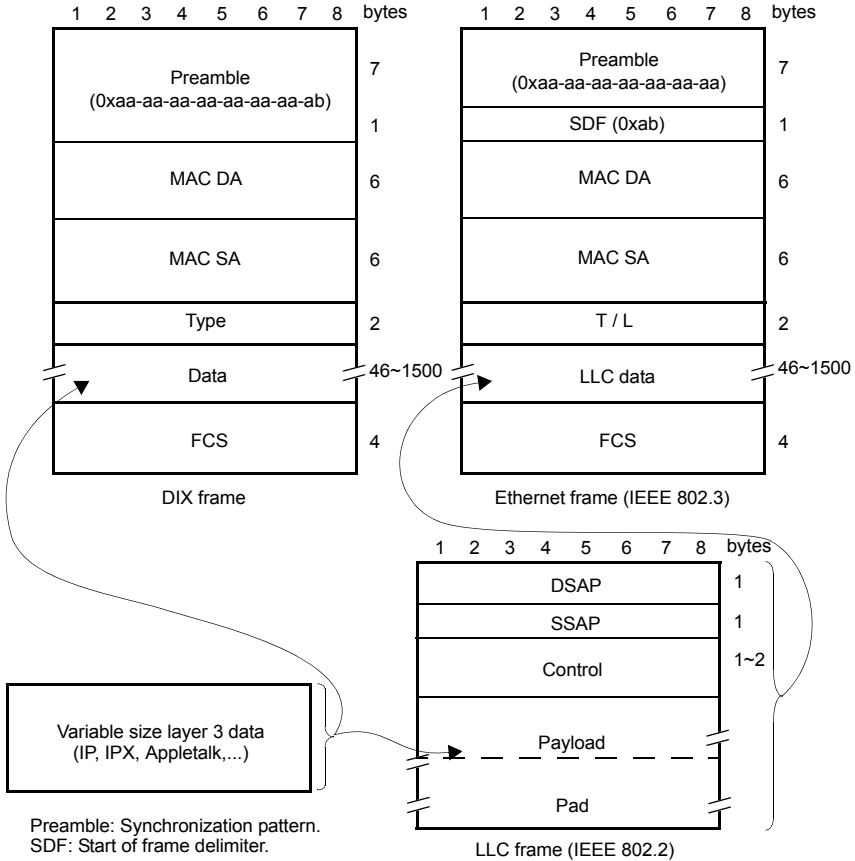 1 2 3 4 5 6 7 8 bytes
Preamble
(0xaa-aa-aa-aa-aa-aa-aa-ab)
7
1
MAC DA
6
MAC SA
6
Type
2
Data
46~1500
FCS
4
DIX frame
1 2 3 4 5 6 7 8 bytes
Preamble
(0xaa-aa-aa-aa-aa-aa-aa)
7
SDF (0xab)
1
MAC DA
6
MAC SA
6
T / L
2
LLC data
46~1500
FCS
4
Ethernet frame (IEEE 802.3)
1 2 3 4 5 6 7 8 bytes
DSAP
1
SSAP
1
Control
1~2
Payload
Pad
LLC frame (IEEE 802.2)
Variable size layer 3 data
(IP, IPX, Appletalk,...)
Preamble: Synchronization pattern.
SDF: Start of frame delimiter.